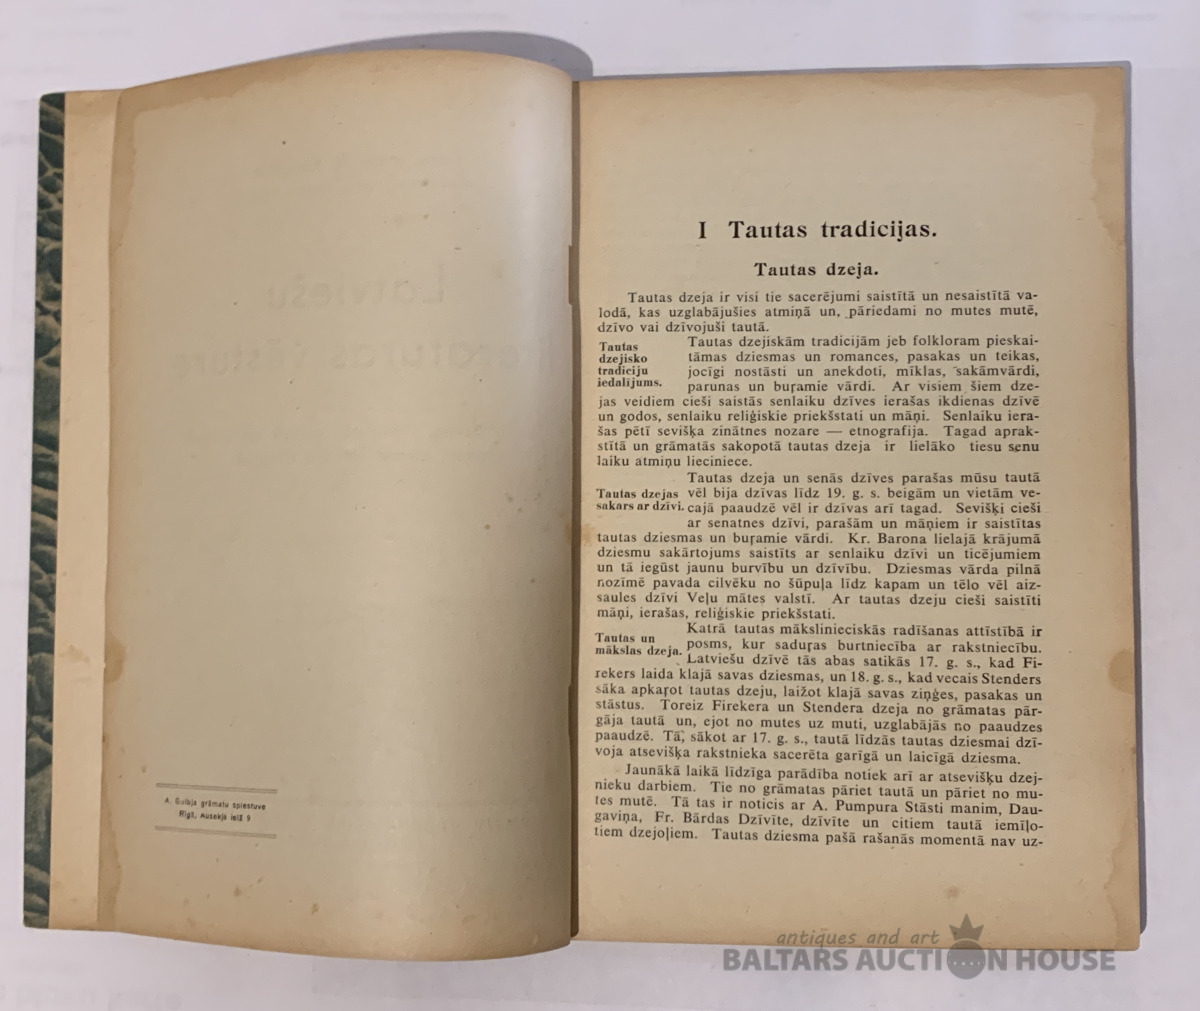 Latviešu
A. Gulbja grāmatu spiestuve
Rīgā, Ausekļa ielā 9
I Tautas tradicijas.
Tautas dzeja.
Tautas dzeja ir visi tie sacerējumi saistītā un nesaistītā va-
lodā, kas uzglabājušies atmiņā un, pāriedami no mutes mutē,
dzīvo vai dzīvojuši tautā.
Tautas
dzejisko
tradiciju
iedalījums.
Tautas dzejiskām tradicijām jeb folkloram pieskai-
tāmas dziesmas un romances, pasakas un teikas,
jocīgi nostāsti un anekdoti, mīklas, sakāmvārdi,
parunas un buŗamie vārdi. Ar visiem šiem dze-
jas veidiem cieši saistās senlaiku dzīves ierašas ikdienas dzīvē
un godos, senlaiku reliģiskie priekšstati un māņi. Senlaiku iera-
šas pētī sevišķa zinātnes nozare — etnografija. Tagad aprak-
stītā un grāmatās sakopotā tautas dzeja ir lielāko tiesu senu
laiku atmiņu lieciniece.
Tautas dzejas
sakars ar dzīvi.
Tautas dzeja un senās dzīves parašas mūsu tautā
vēl bija dzīvas līdz 19. g. s. beigām un vietām ve-
cajā paaudzē vēl ir dzīvas arī tagad. Sevišķi cieši
ar senatnes dzīvi, parašām un māņiem ir saistītas
tautas dziesmas un buŗamie vārdi. Kr. Barona lielajā krājumā
dziesmu sakārtojums saistīts ar senlaiku dzīvi un ticējumiem
un tā iegūst jaunu burvību un dzīvību. Dziesmas vārda pilnā
nozīmē pavada cilvēku no šūpuļa līdz kapam un tēlo vēl aiz-
saules dzīvi Veļu mātes valstī. Ar tautas dzeju cieši saistīti
māņi, ierašas, reliģiskie priekšstati.
Tautas un
mākslas dzeja.
Katrā tautas mākslinieciskās radīšanas attīstībā ir
posms, kur saduŗas burtniecība ar rakstniecību.
Latviešu dzīvē tās abas satikās 17. g. s., kad Fi-
rekers laida klajā savas dziesmas, un 18. g. s., kad vecais Stenders
sāka apkaŗot tautas dzeju, laižot klajā savas ziņģes, pasakas un
stāstus. Toreiz Firekera un Stendera dzeja no grāmatas pār-
gāja tautā un, ejot no mutes uz muti, uzglabājās no paaudzes
paaudzē. Tā, sākot ar 17. g. s., tautā līdzās tautas dziesmai dzī-
voja atsevišķa rakstnieka sacerēta garīgā un laicīgā dziesma.
Jaunākā laikā līdzīga parādība notiek arī ar atsevišķu dzej-
nieku darbiem. Tie no grāmatas pāriet tautā un pāriet no mu-
tes mutē. Tā tas ir noticis ar A. Pumpura Stāsti manim, Dau-
gaviņa, Fr. Bārdas Dzīvīte, dzīvīte un citiem tautā iemīļo-
tiem dzejoļiem. Tautas dziesma pašā rašanās momentā nav uz-
antiques and art
BALTARS AUCTION HOUSE